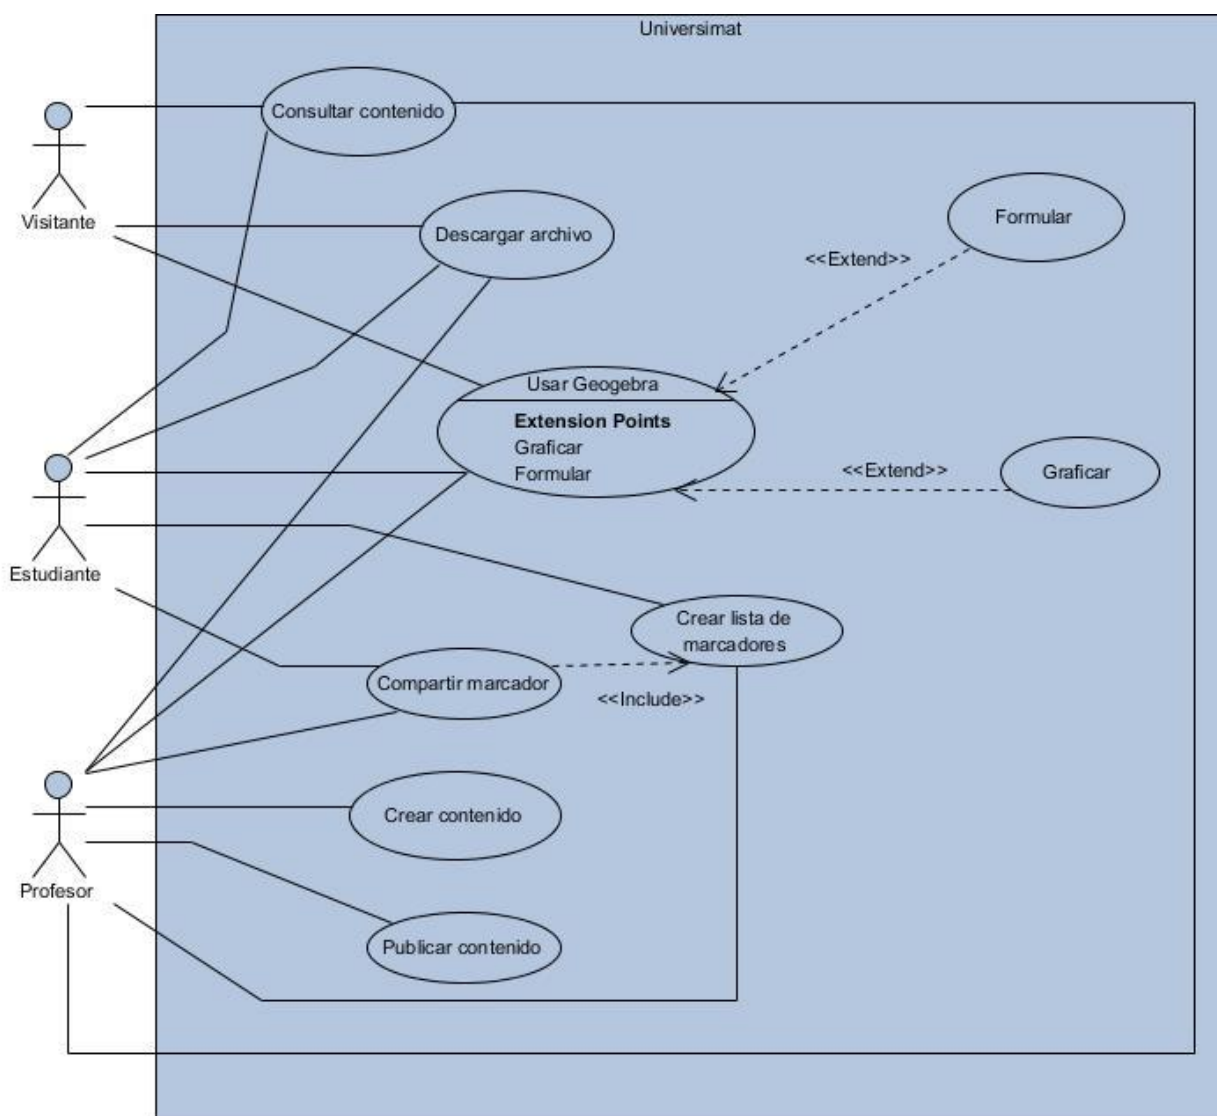 Universimat
Consultar contenido
Visitante
Descargar archivo
Formular
<<Extend>>
Usar Geogebra
Extension Points
Graficar
Formular
<<Extend>>
Graficar
Estudiante
Crear lista de
marcadores
Compartir marcador
<<Include>>
Crear contenido
Profesor
Publicar contenido